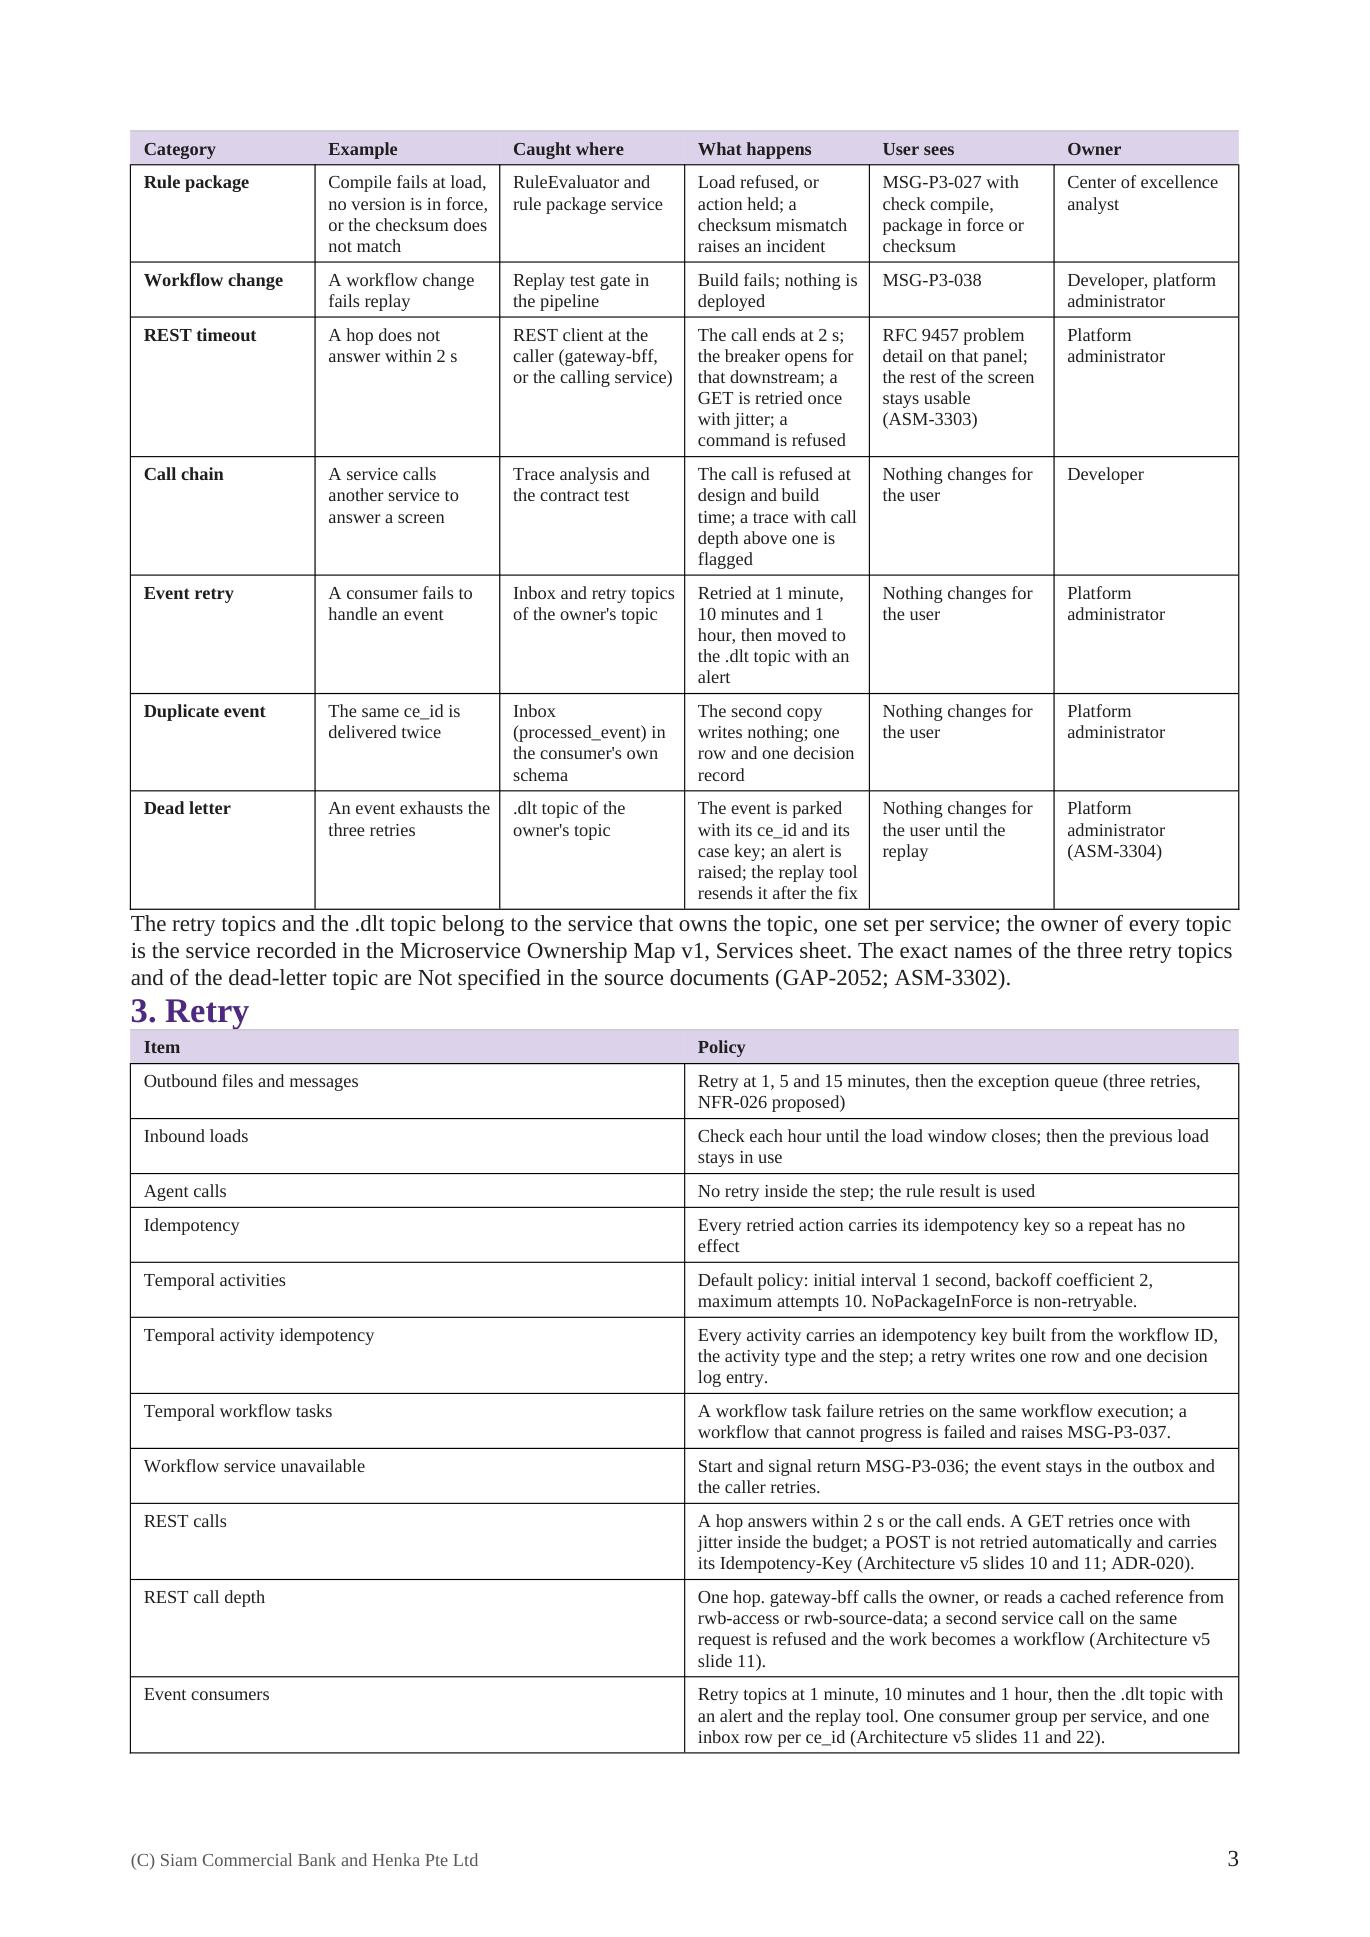 Category Example Caught where What happens User sees Owner
Rule package Compile fails at load, RuleEvaluator and Load refused, or MSG-P3-027 with Center of excellence
no version is in force, rule package service action held; a check compile, analyst
or the checksum does checksum mismatch package in force or
not match raises an incident checksum
Workflow change A workflow change Replay test gate in Build fails; nothing is MSG-P3-038 Developer, platform
fails replay the pipeline deployed administrator
REST timeout A hop does not REST client at the The call ends at 2 s; RFC 9457 problem Platform
answer within 2 s caller (gateway-bff, the breaker opens for detail on that panel; administrator
or the calling service) that downstream; a the rest of the screen
GET is retried once stays usable
with jitter; a (ASM-3303)
command is refused
Call chain A service calls Trace analysis and The call is refused at Nothing changes for Developer
another service to the contract test design and build the user
answer a screen time; a trace with call
depth above one is
flagged
Event retry A consumer fails to Inbox and retry topics Retried at 1 minute, Nothing changes for Platform
handle an event of the owner's topic 10 minutes and 1 the user administrator
hour, then moved to
the .dlt topic with an
alert
Duplicate event The same ce_id is Inbox The second copy Nothing changes for Platform
delivered twice (processed_event) in writes nothing; one the user administrator
the consumer's own row and one decision
schema record
Dead letter An event exhausts the .dlt topic of the The event is parked Nothing changes for Platform
three retries owner's topic with its ce_id and its the user until the administrator
case key; an alert is replay (ASM-3304)
raised; the replay tool
resends it after the fix
The retry topics and the .dlt topic belong to the service that owns the topic, one set per service; the owner of every topic
is the service recorded in the Microservice Ownership Map v1, Services sheet. The exact names of the three retry topics
and of the dead-letter topic are Not specified in the source documents (GAP-2052; ASM-3302).
3. Retry
Item Policy
Outbound files and messages Retry at 1, 5 and 15 minutes, then the exception queue (three retries,
NFR-026 proposed)
Inbound loads Check each hour until the load window closes; then the previous load
stays in use
Agent calls No retry inside the step; the rule result is used
Idempotency Every retried action carries its idempotency key so a repeat has no
effect
Temporal activities Default policy: initial interval 1 second, backoff coefficient 2,
maximum attempts 10. NoPackageInForce is non-retryable.
Temporal activity idempotency Every activity carries an idempotency key built from the workflow ID,
the activity type and the step; a retry writes one row and one decision
log entry.
Temporal workflow tasks A workflow task failure retries on the same workflow execution; a
workflow that cannot progress is failed and raises MSG-P3-037.
Workflow service unavailable Start and signal return MSG-P3-036; the event stays in the outbox and
the caller retries.
REST calls A hop answers within 2 s or the call ends. A GET retries once with
jitter inside the budget; a POST is not retried automatically and carries
its Idempotency-Key (Architecture v5 slides 10 and 11; ADR-020).
REST call depth One hop. gateway-bff calls the owner, or reads a cached reference from
rwb-access or rwb-source-data; a second service call on the same
request is refused and the work becomes a workflow (Architecture v5
slide 11).
Event consumers Retry topics at 1 minute, 10 minutes and 1 hour, then the .dlt topic with
an alert and the replay tool. One consumer group per service, and one
inbox row per ce_id (Architecture v5 slides 11 and 22).
(C) Siam Commercial Bank and Henka Pte Ltd 3